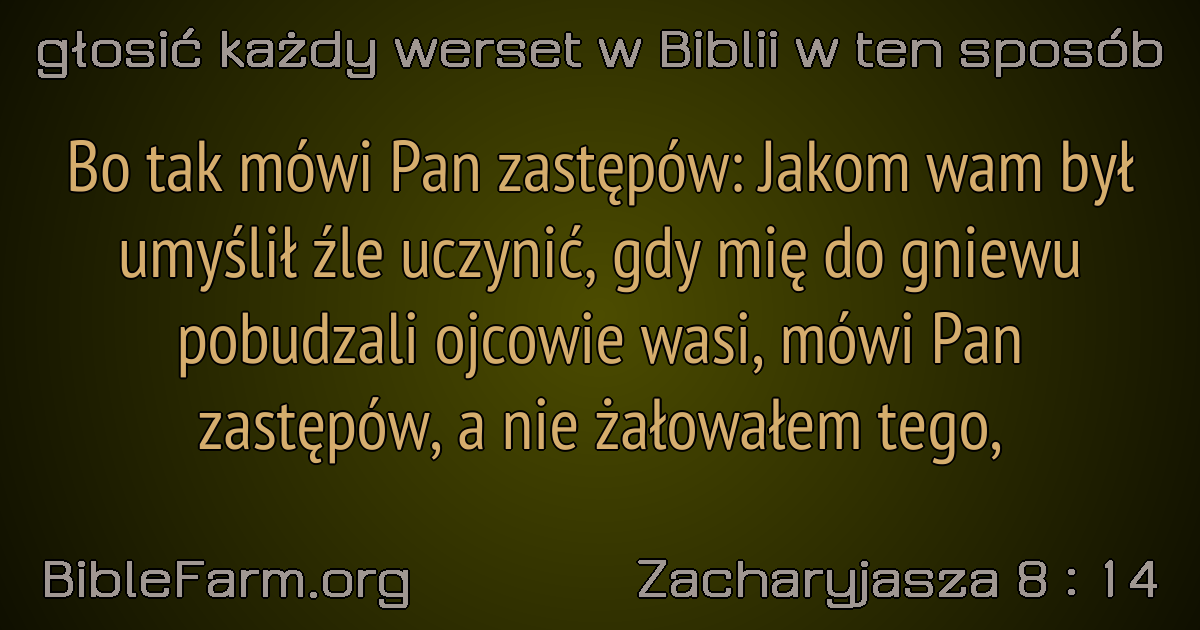 głosić każdy werset w Biblii w ten sposób
Bo tak mówi Pan zastępów: Jakom wam był
umyślił źle uczynić, gdy mię do gniewu
pobudzali ojcowie wasi, mówi Pan
zastępów, a nie żałowałem tego,
BibleFarm.org
Zacharyjasza 8 : 14